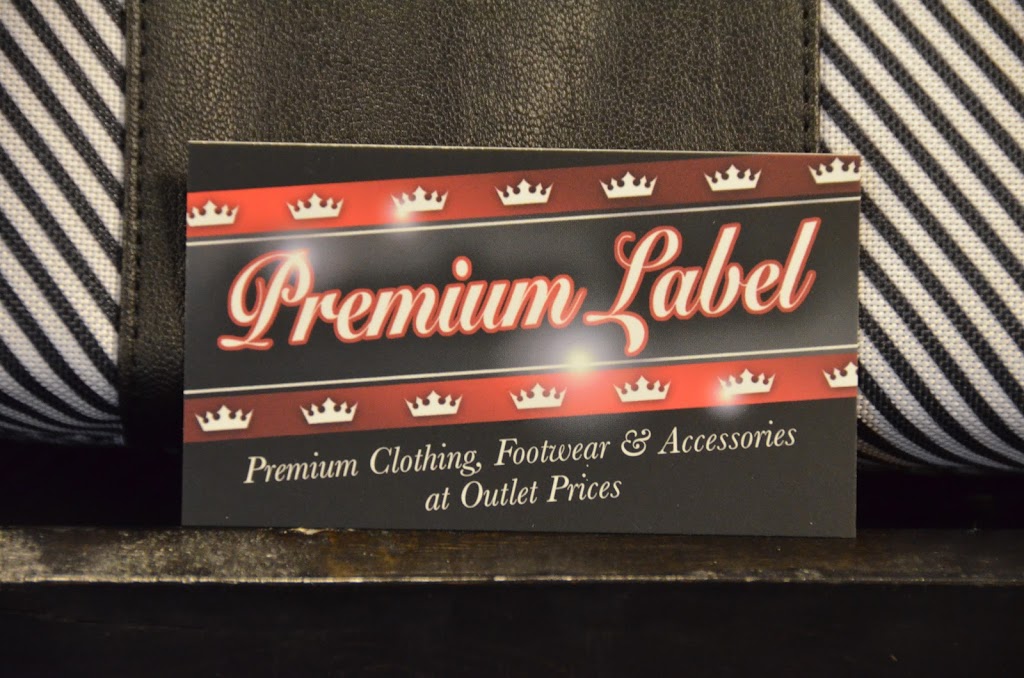 Premium Label
Premium Clothing, Footwear & Accessories
at Outlet Prices